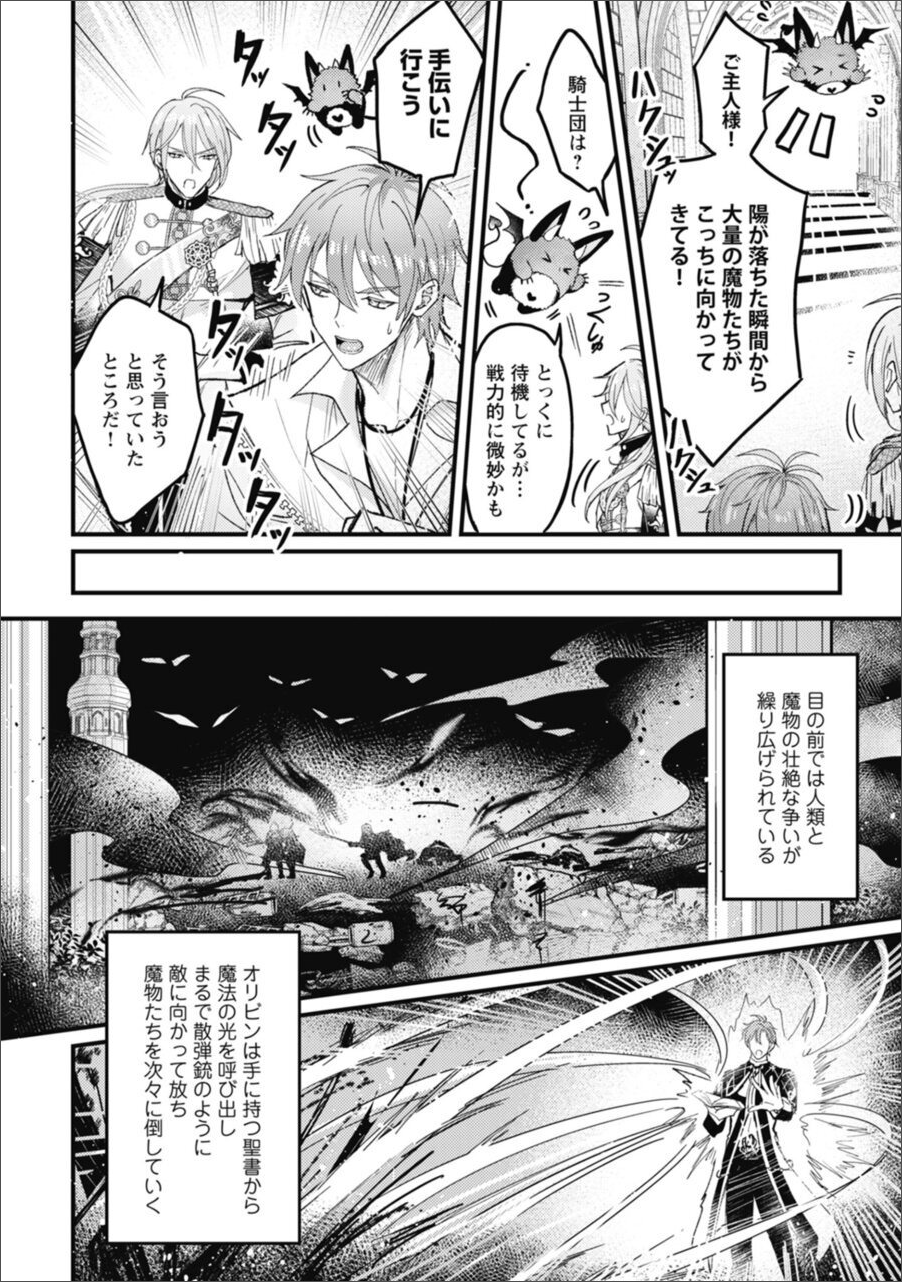 ご主人様！
陽が落ちた瞬間から
大量の魔物たちが
こっちに向かって
きてる！
ハクシュ
ハクシュ
騎士団は？
とっくに
待機してるが…
戦力的に微妙かも
手伝いに
行こう
そう言おう
と思っていた
ところだ！
タッ
タッ
タッ
タッ
目の前では人類と
魔物の壮絶な争いが
繰り広げられている
オリピンは手に持つ聖書から
魔法の光を呼び出し
まるで散弾銃のように
敵に向かって放ち
魔物たちを次々に倒していく